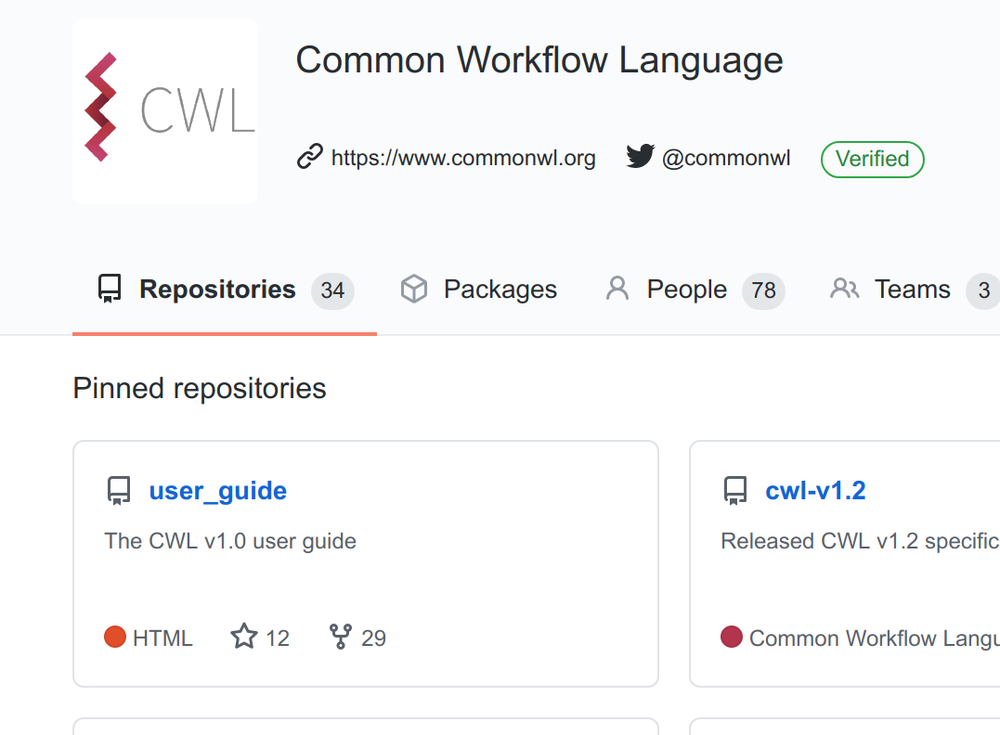 CWL
Common Workflow Language
https://www.commonwl.org @commonwl Verified
Repositories 34 Packages People 78 Teams 3
Pinned repositories
user_guide
The CWL v1.0 user guide
HTML 12 29
cwl-v1.2
Released CWL v1.2 specific
Common Workflow Langu